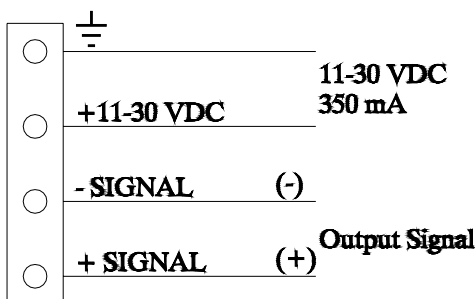 11-30 VDC
350 mA
+11-30 VDC
- SIGNAL (-)
Output Signal
+ SIGNAL (+)